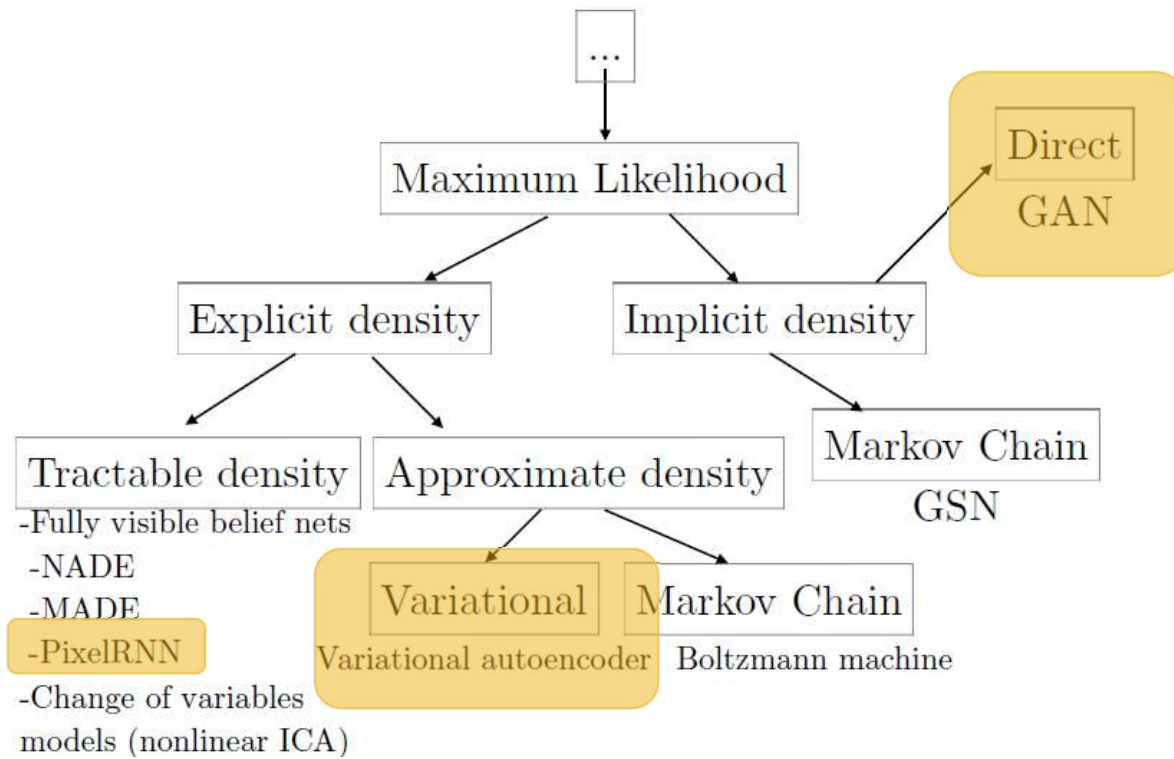 ...
Direct
Maximum Likelihood
GAN
Explicit density
Implicit density
Tractable density
Approximate density
Markov Chain
GSN
-Fully visible belief nets
-NADE
-MADE
-PixelRNN
-Change of variables
models (nonlinear ICA)
Variational
Markov Chain
Variational autoencoder
Boltzmann machine